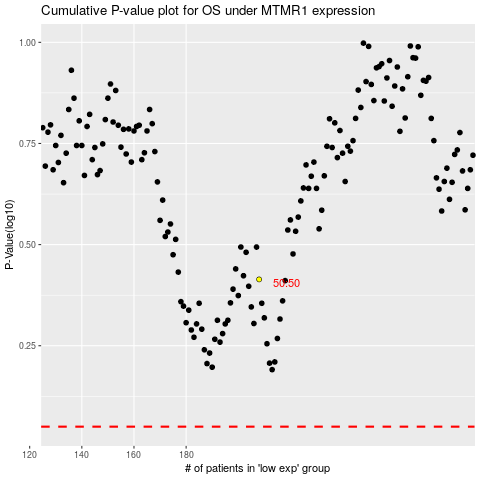 Cumulative P-value plot for OS under MTMR1 expression
P-Value(log10)
1.00
0.75
0.50
0.25
50:50
120 140 160 180
# of patients in 'low exp' group